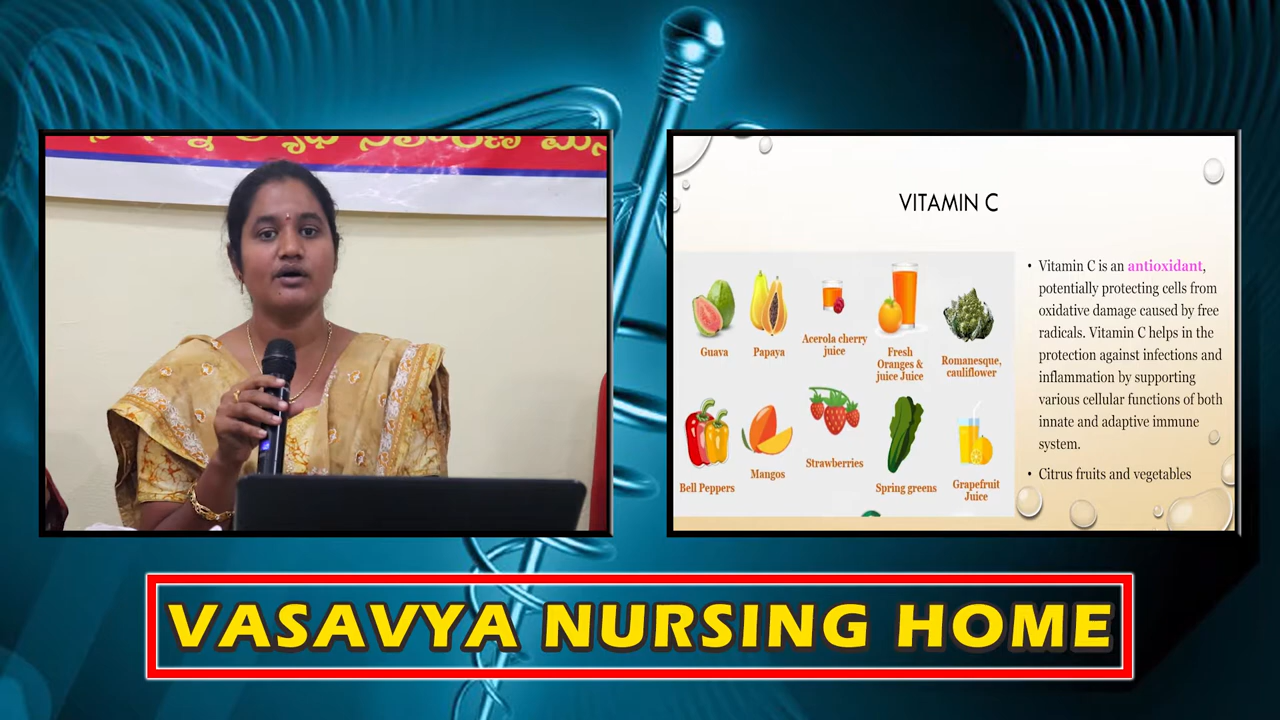 VITAMIN C
Guava
Papaya
Acerola cherry
juice
Fresh
Oranges &
juice Juice
Romanesque,
cauliflower
Bell Peppers
Mangos
Strawberries
Spring greens
Grapefruit
Juice
• Vitamin C is an antioxidant,
potentially protecting cells from
oxidative damage caused by free
radicals. Vitamin C helps in the
protection against infections and
inflammation by supporting
various cellular functions of both
innate and adaptive immune
system.
• Citrus fruits and vegetables
VASAVYA NURSING HOME